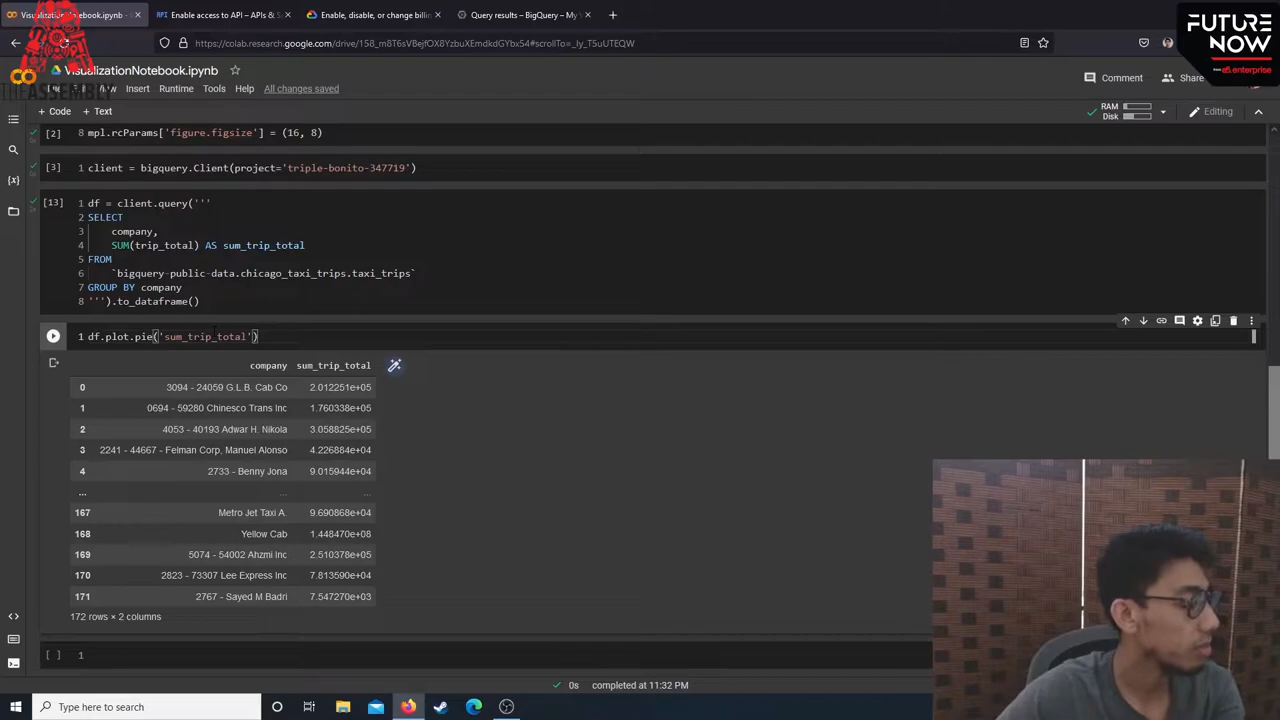 VisualizationNotebook.ipynb
Enable access to API – APIs & S
Enable, disable, or change billin
Query results – BigQuery – My
https://colab.research.google.com/drive/158_m8T6sVBejfOX8YzbuXEmdkdGYbx54#scrollTo=_Iy_T5uUTEQW
FUTURE
NOW
from e& enterprise
VisualizationNotebook.ipynb
THE ASSEMBLY
Insert Runtime Tools Help All changes saved
Comment Share
+ Code + Text
RAM
Disk
Editing
[2] 8 mpl.rcParams['figure.figsize'] = (16, 8)
[3] 1 client = bigquery.Client(project='triple-bonito-347719')
[13] 1 df = client.query('''
2 SELECT
3 company,
4 SUM(trip_total) AS sum_trip_total
5 FROM
6 `bigquery-public-data.chicago_taxi_trips.taxi_trips`
7 GROUP BY company
8 ''').to_dataframe()
1 df.plot.pie('sum_trip_total')
company sum_trip_total
0 3094 - 24059 G.L.B. Cab Co 2.012251e+05
1 0694 - 59280 Chinesco Trans Inc 1.760338e+05
2 4053 - 40193 Adwar H. Nikola 3.058825e+05
3 2241 - 44667 - Felman Corp, Manuel Alonso 4.226884e+04
4 2733 - Benny Jona 9.015944e+04
... ... ...
167 Metro Jet Taxi A. 9.690868e+04
168 Yellow Cab 1.448470e+08
169 5074 - 54002 Ahzmi Inc 2.510378e+05
170 2823 - 73307 Lee Express Inc 7.813590e+04
171 2767 - Sayed M Badri 7.547270e+03
172 rows × 2 columns
[ ] 1
0s completed at 11:32 PM
Type here to search